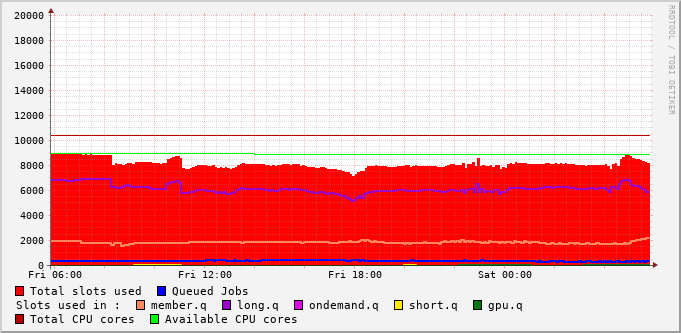 20000
18000
16000
14000
12000
10000
8000
6000
4000
2000
0
Fri 06:00 Fri 12:00 Fri 18:00 Sat 00:00
Total slots used Queued Jobs
Slots used in : member.q long.q ondemand.q short.q gpu.q
Total CPU cores Available CPU cores
RRDTOOL / TOBI OETIKER